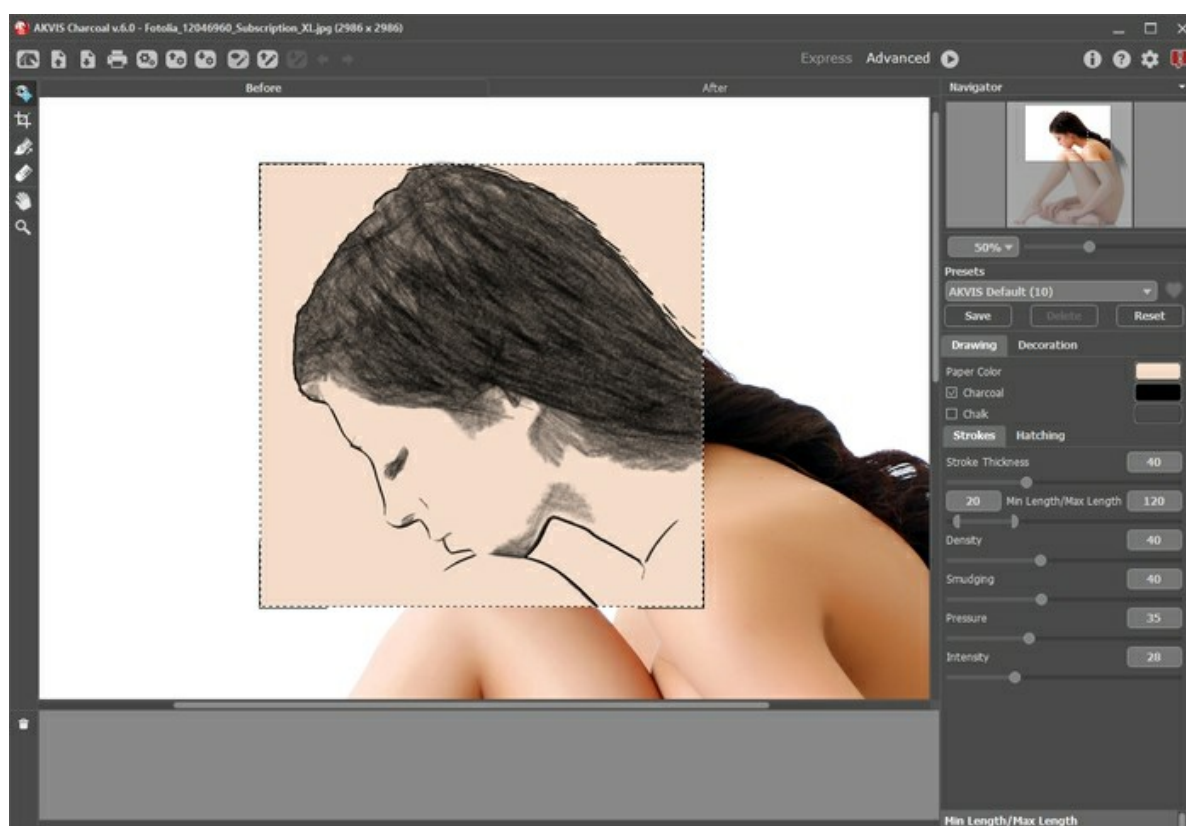 AKVIS Charcoal v.6.0 - Fotolia_12046960_Subscription_XL.jpg (2986 x 2986)
Express Advanced
Before After
Navigator
50%
Presets
AKVIS Default (10)
Save Delete Reset
Drawing Decoration
Paper Color
Charcoal
Chalk
Strokes Hatching
Stroke Thickness 40
20 Min Length/Max Length 120
Density 40
Smudging 40
Pressure 35
Intensity 28
Min Length/Max Length